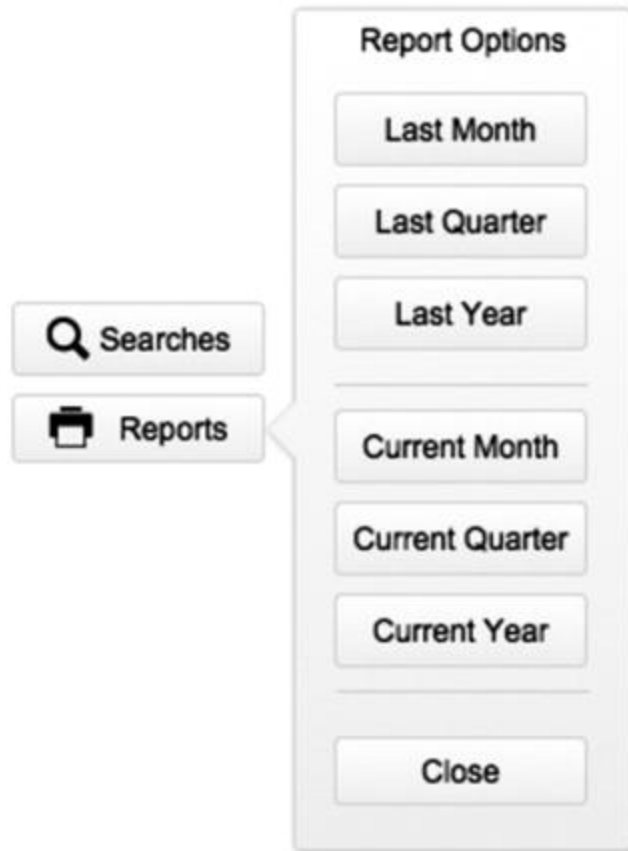 Report Options
Last Month
Last Quarter
Last Year
Searches
Reports
Current Month
Current Quarter
Current Year
Close